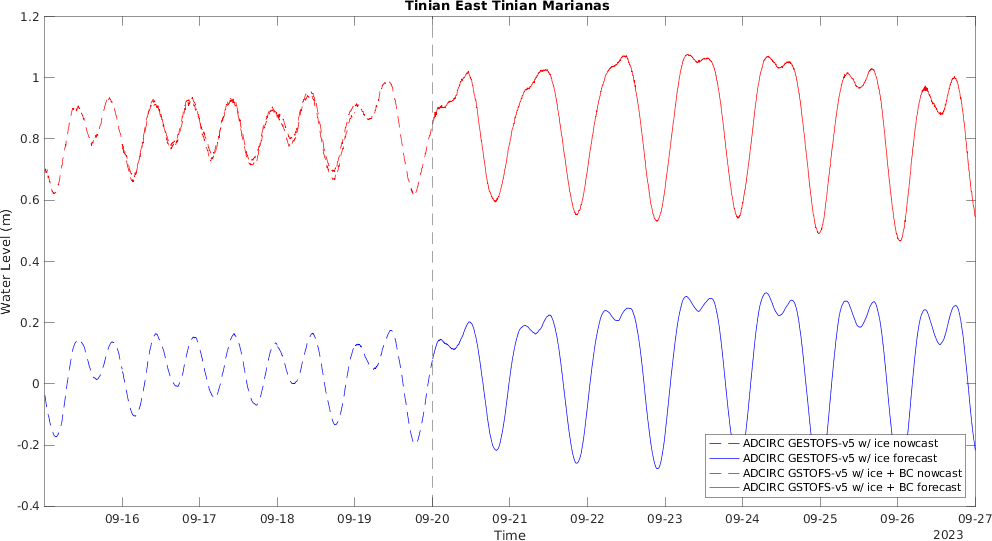 Tinian East Tinian Marianas
1.2
1
0.8
0.6
0.4
0.2
0
-0.2
-0.4
Water Level (m)
ADCIRC GESTOFS-v5 w/ ice nowcast
ADCIRC GESTOFS-v5 w/ ice forecast
ADCIRC GSTOFS-v5 w/ ice + BC nowcast
ADCIRC GSTOFS-v5 w/ ice + BC forecast
09-16 09-17 09-18 09-19 09-20 09-21 09-22 09-23 09-24 09-25 09-26 09-27
Time
2023